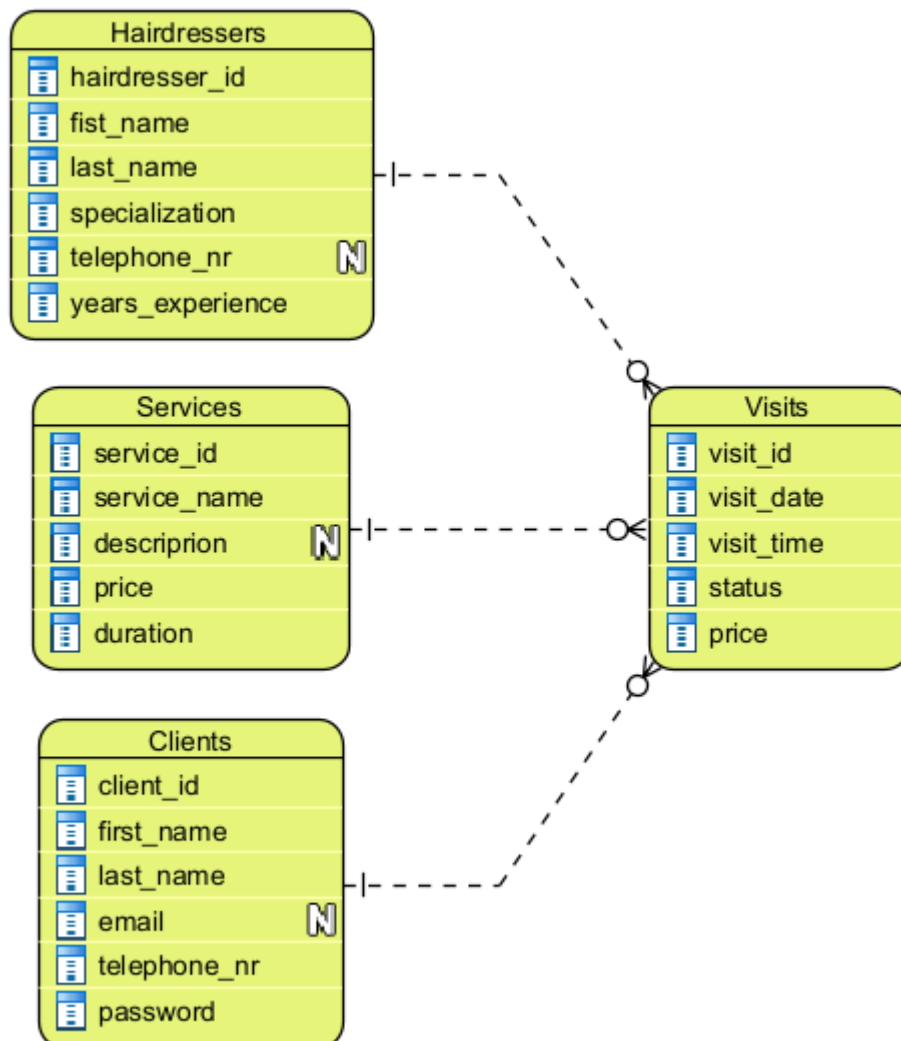 Hairdressers
hairdresser_id
fist_name
last_name
specialization
telephone_nr N
years_experience
Services
service_id
service_name
descriprion N
price
duration
Clients
client_id
first_name
last_name
email N
telephone_nr
password
Visits
visit_id
visit_date
visit_time
status
price